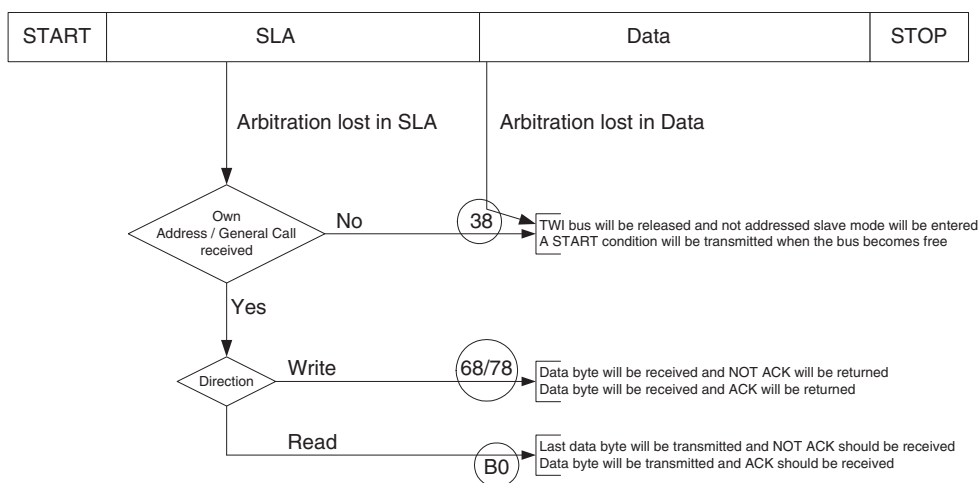 START SLA Data STOP
Arbitration lost in SLA Arbitration lost in Data
Own
Address / General Call
received
No
38
TWI bus will be released and not addressed slave mode will be entered
A START condition will be transmitted when the bus becomes free
Yes
Direction
Write
68/78
Data byte will be received and NOT ACK will be returned
Data byte will be received and ACK will be returned
Read
B0
Last data byte will be transmitted and NOT ACK should be received
Data byte will be transmitted and ACK should be received